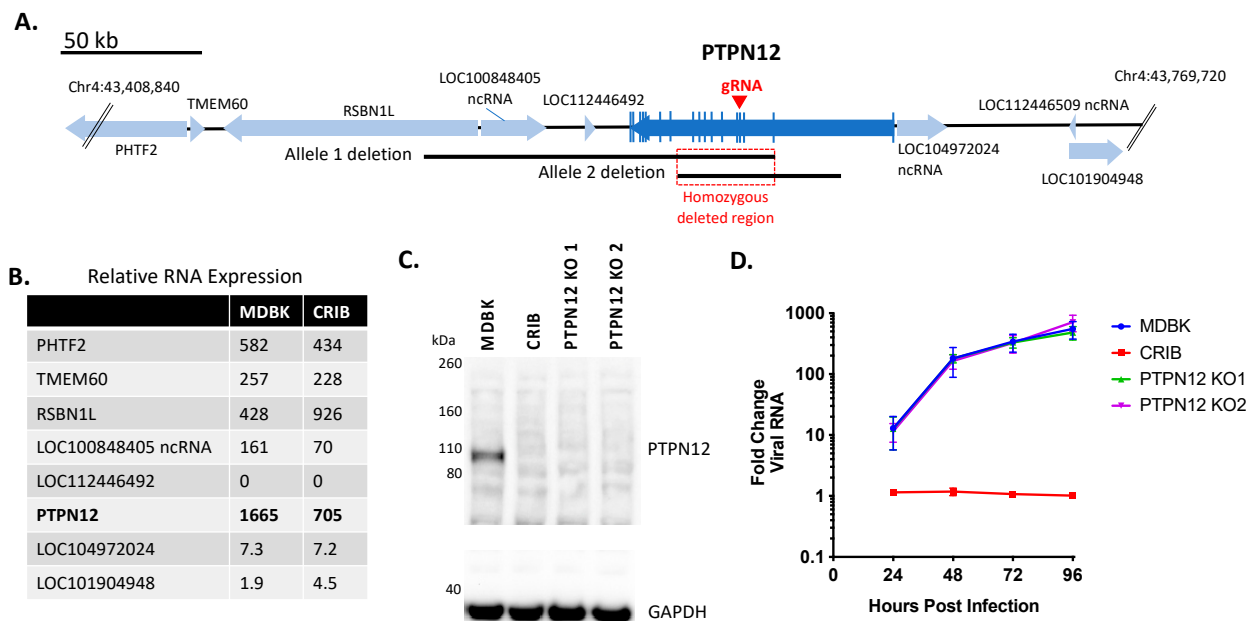 A.
50 kb
PTPN12
gRNA
Chr4:43,408,840
TMEM60
RSBN1L
LOC100848405
ncRNA
LOC112446492
Chr4:43,769,720
LOC112446509 ncRNA
PHTF2
LOC104972024
ncRNA
LOC101904948
Allele 1 deletion
Allele 2 deletion
Homozygous
deleted region
B.
Relative RNA Expression
MDBK CRIB
PHTF2 582 434
TMEM60 257 228
RSBN1L 428 926
LOC100848405 ncRNA 161 70
LOC112446492 0 0
PTPN12 1665 705
LOC104972024 7.3 7.2
LOC101904948 1.9 4.5
C.
MDBK
CRIB
PTPN12 KO 1
PTPN12 KO 2
kDa
260
160
110
80
40
PTPN12
GAPDH
D.
Fold Change
Viral RNA
1000
100
10
1
0.1
0 24 48 72 96
Hours Post Infection
MDBK
CRIB
PTPN12 KO1
PTPN12 KO2